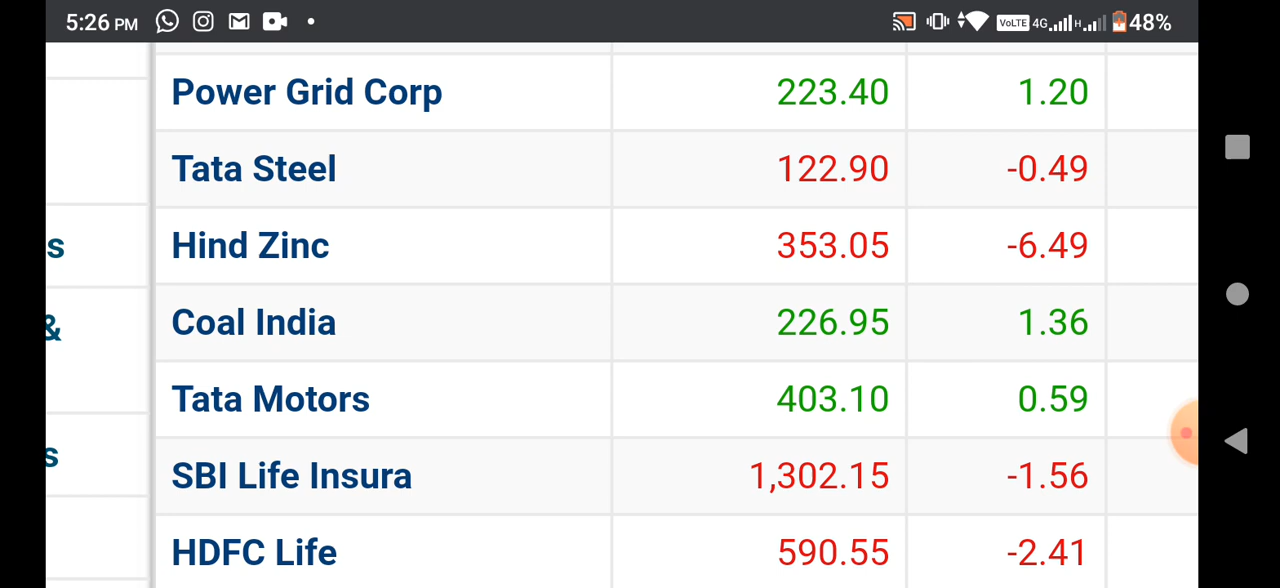 5:26 PM VoLTE 4G H 48%
Power Grid Corp 223.40 1.20
Tata Steel 122.90 -0.49
s Hind Zinc 353.05 -6.49
& Coal India 226.95 1.36
Tata Motors 403.10 0.59
s SBI Life Insura 1,302.15 -1.56
HDFC Life 590.55 -2.41